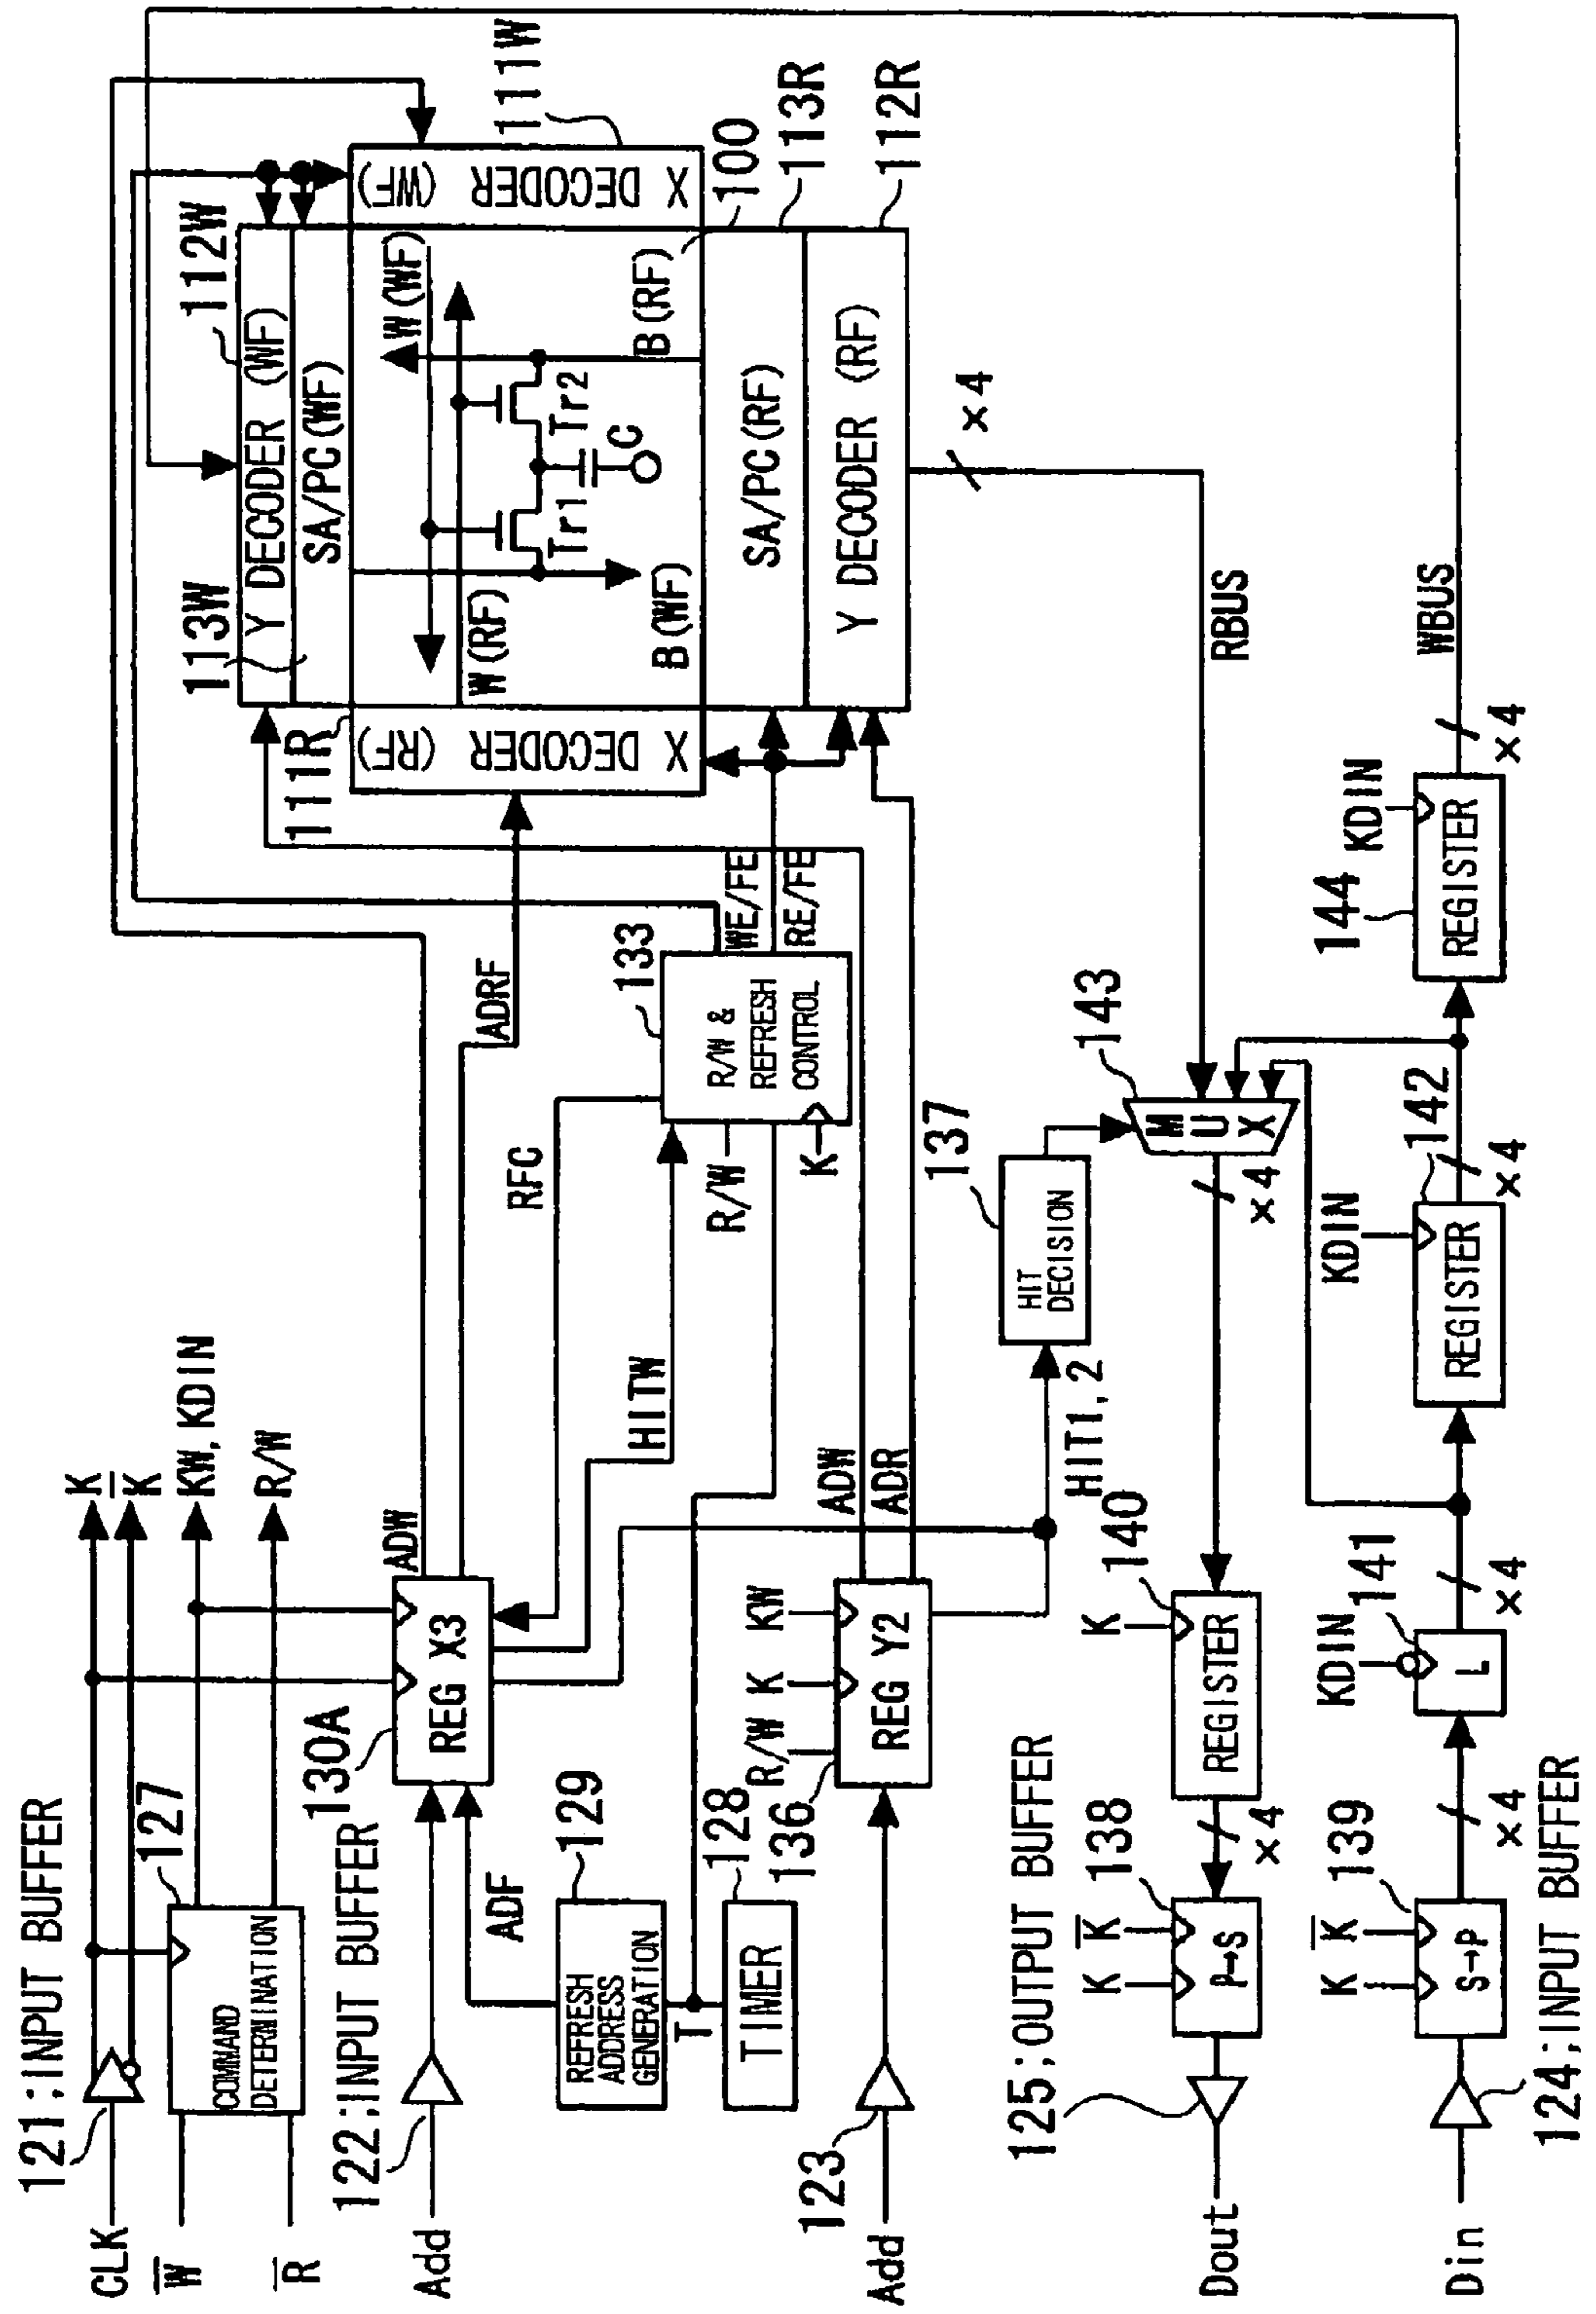 121;INPUT BUFFER
CLK
K
K̅
KW, KDIN
R/W
127
COMMAND
DETERMINATION
W̅
R̅
122;INPUT BUFFER
Add
130A
REG X3
ADW
ADRF
RFC
HITW
ADF
129
REFRESH
ADDRESS
GENERATION
T
128
TIMER
133
R/W &
REFRESH
CONTROL
R/W
K
WE/FE
RE/FE
123
Add
136
R/W
K
KW
REG Y2
ADW
ADR
HIT1, 2
137
HIT
DECISION
143
MUX
×4
113W
112W
Y DECODER (WF)
SA/PC(WF)
111R
X DECODER (RF)
111W
X DECODER (WF)
W(WF)
W(RF)
Tr1
Tr2
C
B(WF)
B(RF)
100
113R
SA/PC(RF)
112R
Y DECODER (RF)
×4
RBUS
WBUS
125;OUTPUT BUFFER
Dout
138
K
K̅
P→S
×4
140
K
REGISTER
124;INPUT BUFFER
Din
139
K
K̅
S→P
×4
141
KDIN
L
×4
142
KDIN
REGISTER
×4
144
KDIN
REGISTER
×4